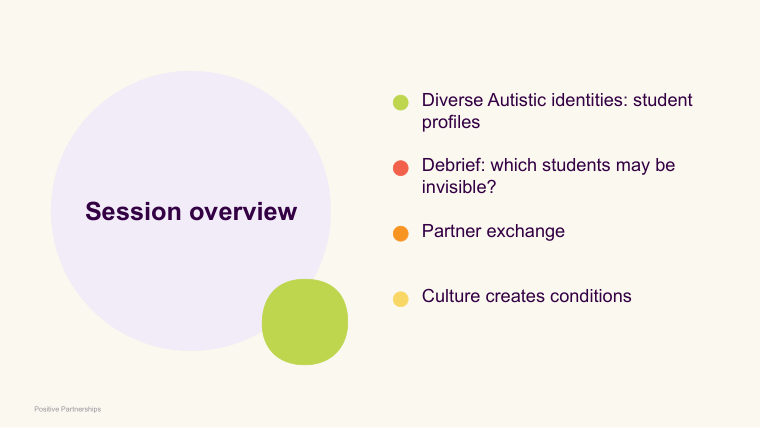 Session overview
Diverse Autistic identities: student
profiles
Debrief: which students may be
invisible?
Partner exchange
Culture creates conditions
Positive Partnerships